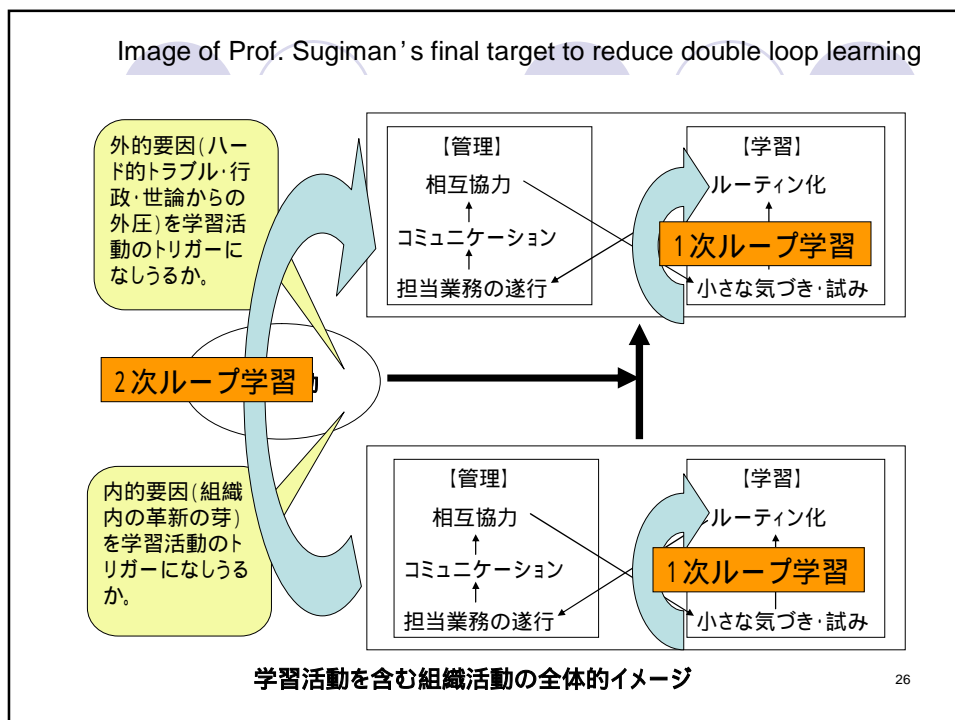 Image of Prof. Sugiman's final target to reduce double loop learning
外的要因(ハー
ド的トラブル・行
政・世論からの
外圧)を学習活
動のトリガーに
なしうるか。
【管理】
相互協力
コミュニケーション
担当業務の遂行
【学習】
ルーティン化
1次ループ学習
小さな気づき・試み
2次ループ学習
内的要因(組織
内の革新の芽)
を学習活動のト
リガーになしうる
か。
【管理】
相互協力
コミュニケーション
担当業務の遂行
【学習】
ルーティン化
1次ループ学習
小さな気づき・試み
学習活動を含む組織活動の全体的イメージ
26